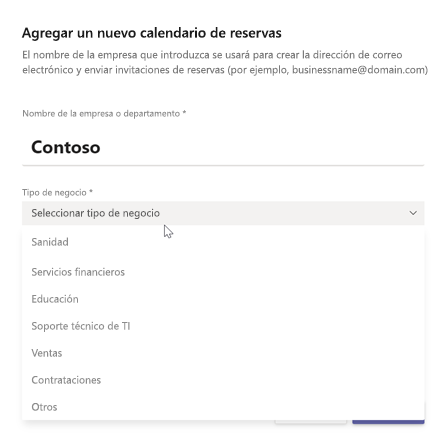 Agregar un nuevo calendario de reservas
El nombre de la empresa que introduzca se usará para crear la dirección de correo
electrónico y enviar invitaciones de reservas (por ejemplo, businessname@domain.com)
Nombre de la empresa o departamento *
Contoso
Tipo de negocio *
Seleccionar tipo de negocio
Sanidad
Servicios financieros
Educación
Soporte técnico de TI
Ventas
Contrataciones
Otros